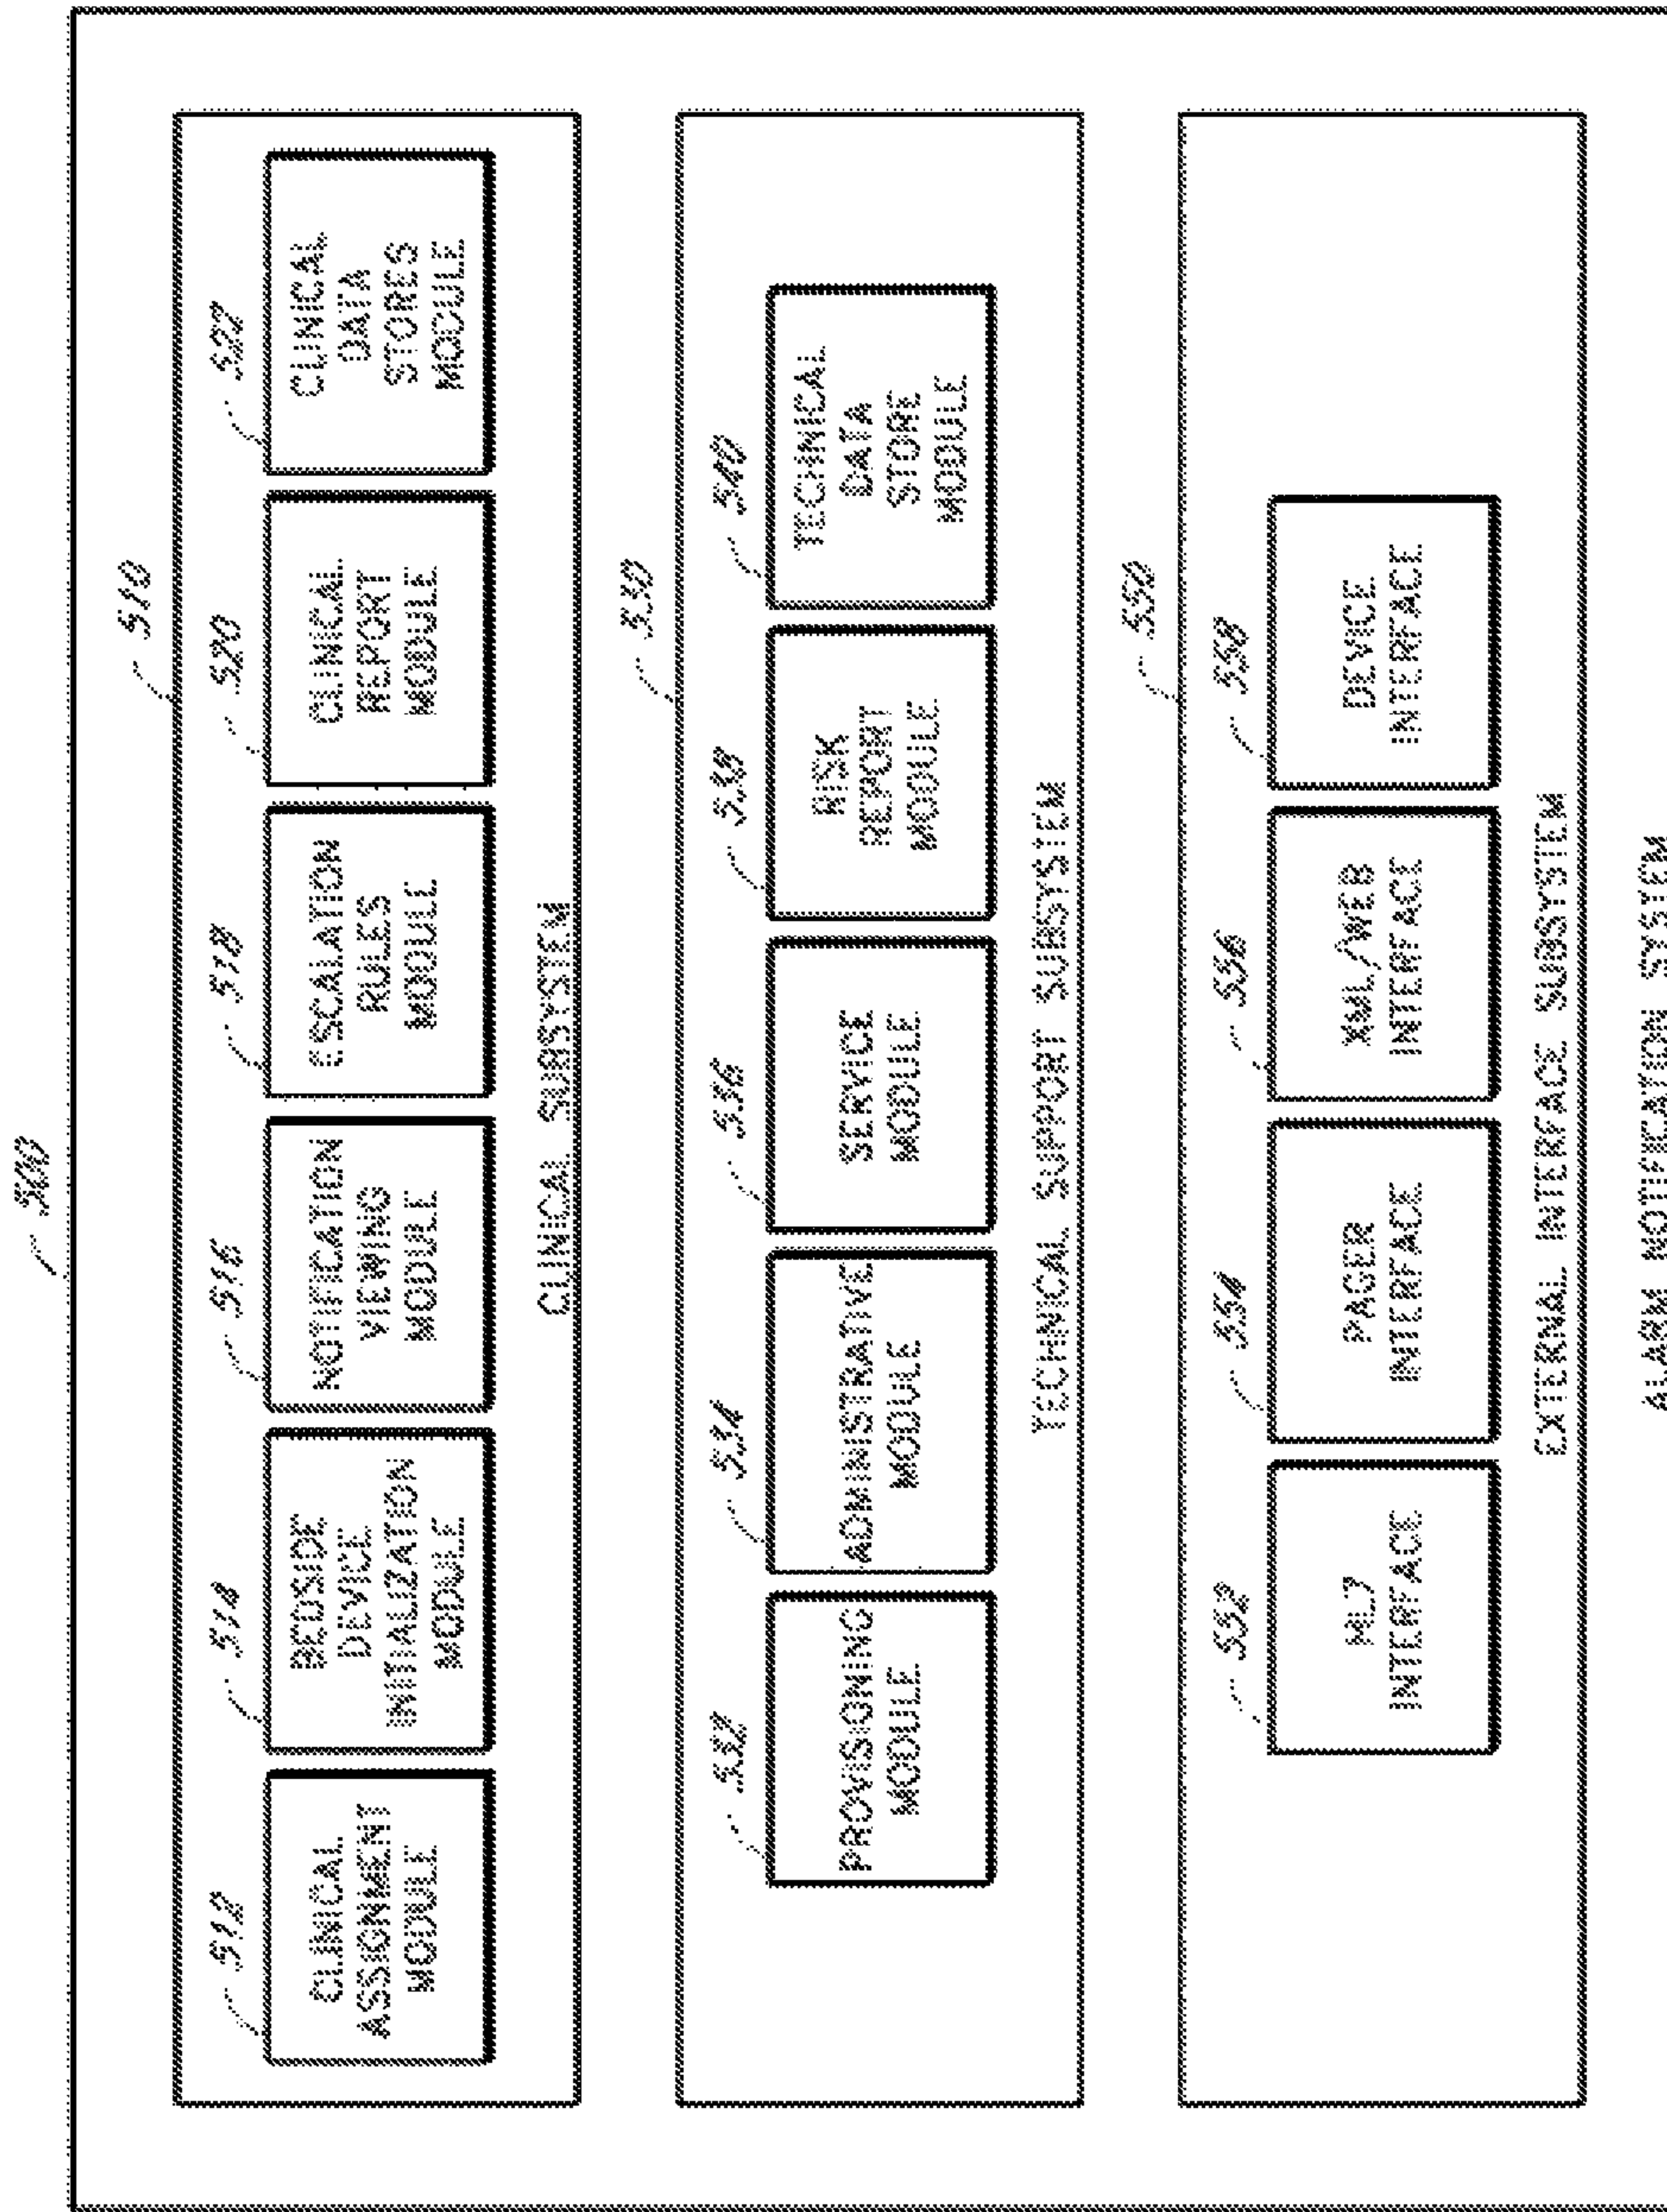 500
510
512
514
516
518
520
522
CLINICAL
ASSIGNMENT
MODULE
BEDSIDE
DEVICE
INITIALIZATION
MODULE
NOTIFICATION
VIEWING
MODULE
ESCALATION
RULES
MODULE
CLINICAL
REPORT
MODULE
CLINICAL
DATA
STORES
MODULE
CLINICAL SUBSYSTEM
530
532
534
536
538
540
PROVISIONING
MODULE
ADMINISTRATIVE
MODULE
SERVICE
MODULE
RISK
REPORT
MODULE
TECHNICAL
DATA
STORE
MODULE
TECHNICAL SUPPORT SUBSYSTEM
550
552
554
556
558
HL7
INTERFACE
PAGER
INTERFACE
XML/WEB
INTERFACE
DEVICE
INTERFACE
EXTERNAL INTERFACE SUBSYSTEM
ALARM NOTIFICATION SYSTEM